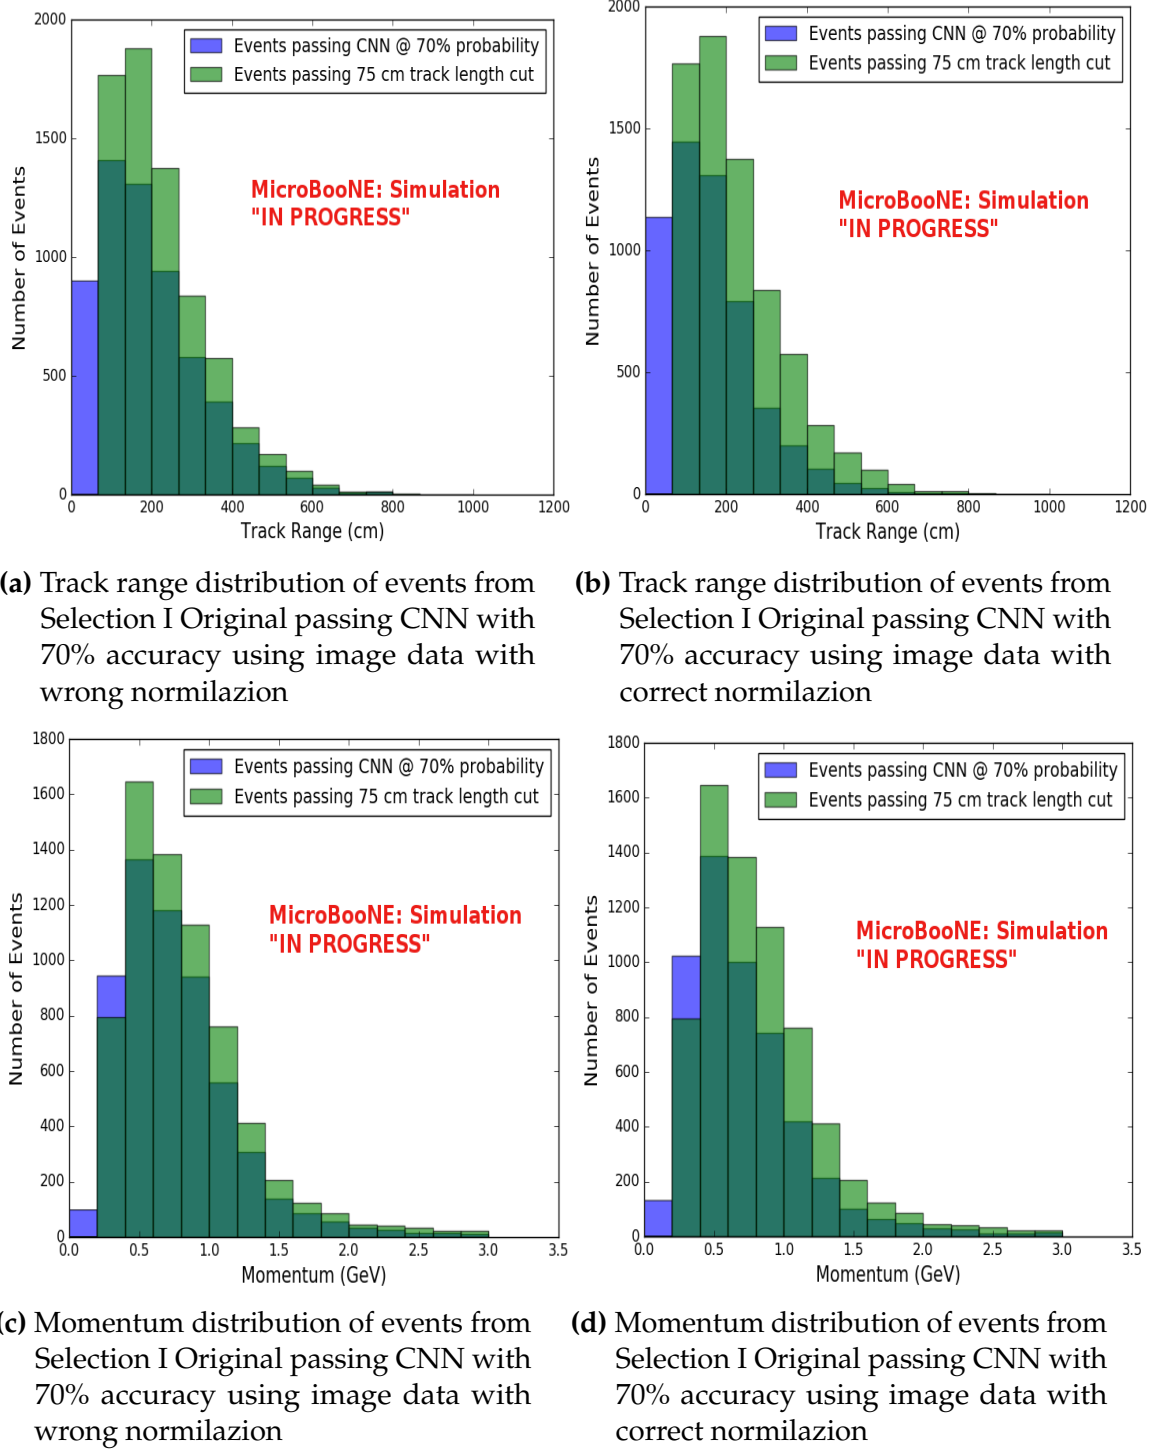 2000
1500
1000
500
0
Number of Events
Events passing CNN @ 70% probability
Events passing 75 cm track length cut
MicroBooNE: Simulation
"IN PROGRESS"
0 200 400 600 800 1000 1200
Track Range (cm)
(a) Track range distribution of events from
Selection I Original passing CNN with
70% accuracy using image data with
wrong normilazion
2000
1500
1000
500
0
Number of Events
Events passing CNN @ 70% probability
Events passing 75 cm track length cut
MicroBooNE: Simulation
"IN PROGRESS"
0 200 400 600 800 1000 1200
Track Range (cm)
(b) Track range distribution of events from
Selection I Original passing CNN with
70% accuracy using image data with
correct normilazion
1800
1600
1400
1200
1000
800
600
400
200
0
Number of Events
Events passing CNN @ 70% probability
Events passing 75 cm track length cut
MicroBooNE: Simulation
"IN PROGRESS"
0.0 0.5 1.0 1.5 2.0 2.5 3.0 3.5
Momentum (GeV)
(c) Momentum distribution of events from
Selection I Original passing CNN with
70% accuracy using image data with
wrong normilazion
1800
1600
1400
1200
1000
800
600
400
200
0
Number of Events
Events passing CNN @ 70% probability
Events passing 75 cm track length cut
MicroBooNE: Simulation
"IN PROGRESS"
0.0 0.5 1.0 1.5 2.0 2.5 3.0 3.5
Momentum (GeV)
(d) Momentum distribution of events from
Selection I Original passing CNN with
70% accuracy using image data with
correct normilazion